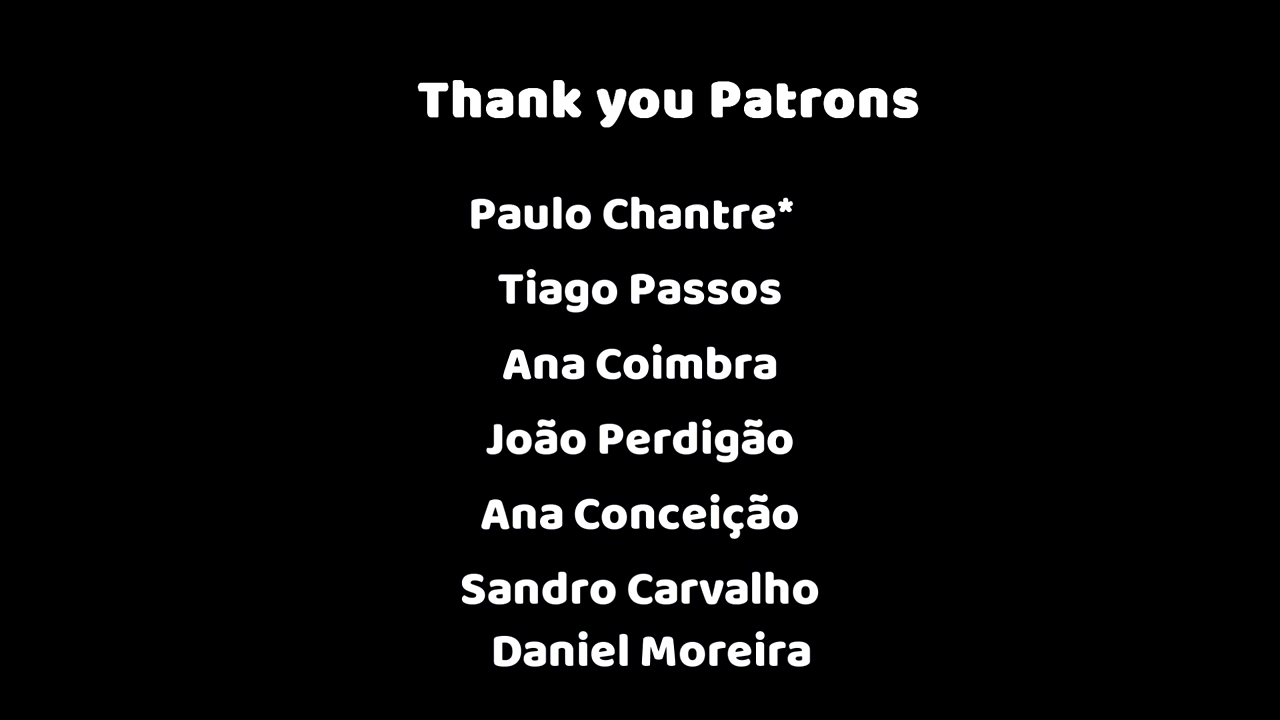 Thank you Patrons
Paulo Chantre*
Tiago Passos
Ana Coimbra
João Perdigão
Ana Conceição
Sandro Carvalho
Daniel Moreira